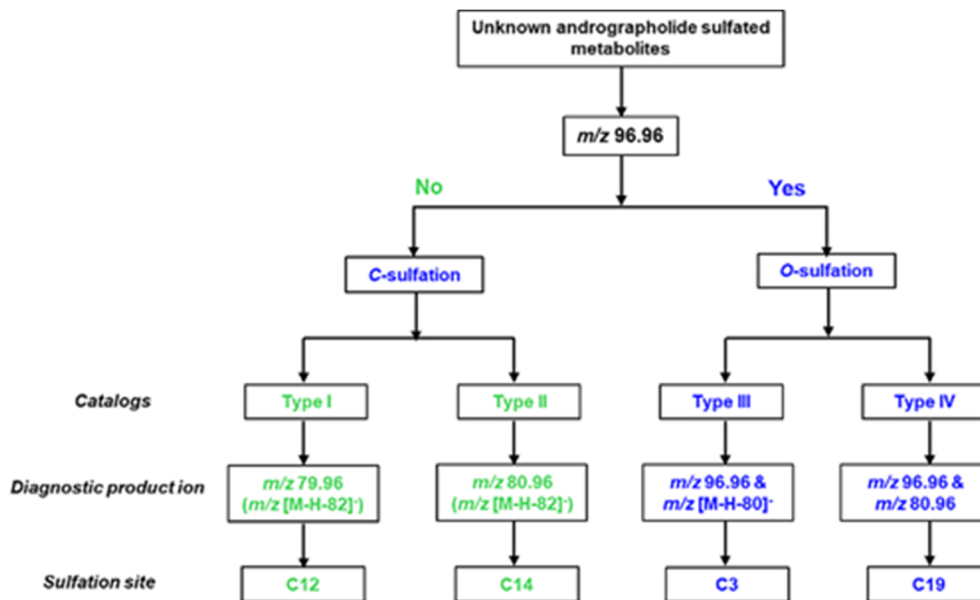 Unknown andrographolide sulfated
metabolites
m/z 96.96
No
Yes
C-sulfation
O-sulfation
Catalogs
Type I
Type II
Type III
Type IV
Diagnostic product ion
m/z 79.96
(m/z [M-H-82]⁻)
m/z 80.96
(m/z [M-H-82]⁻)
m/z 96.96 &
m/z [M-H-80]⁻
m/z 96.96 &
m/z 80.96
Sulfation site
C12
C14
C3
C19